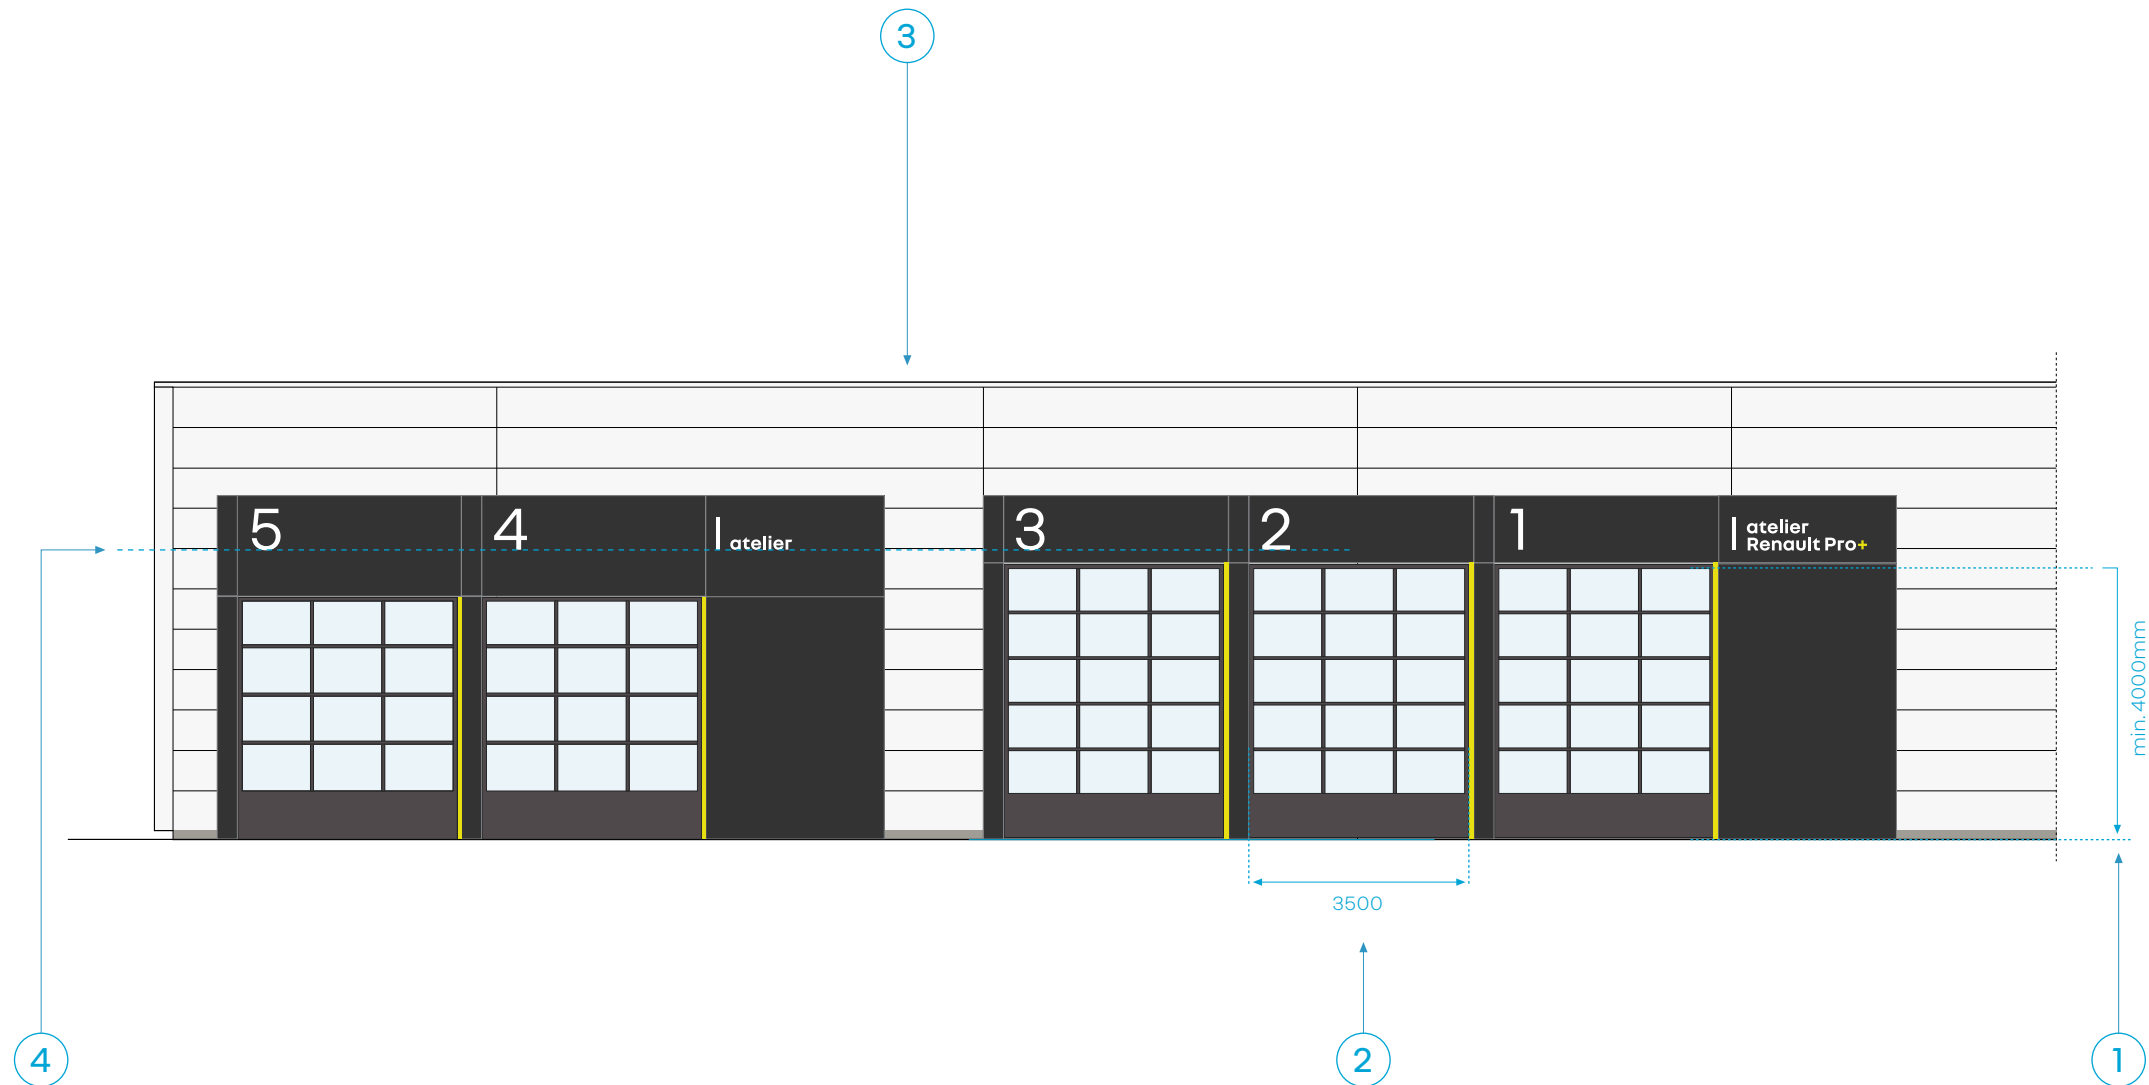 3
5
4
atelier
3
2
1
atelier
Renault Pro+
min. 4000mm
3500
4
2
1